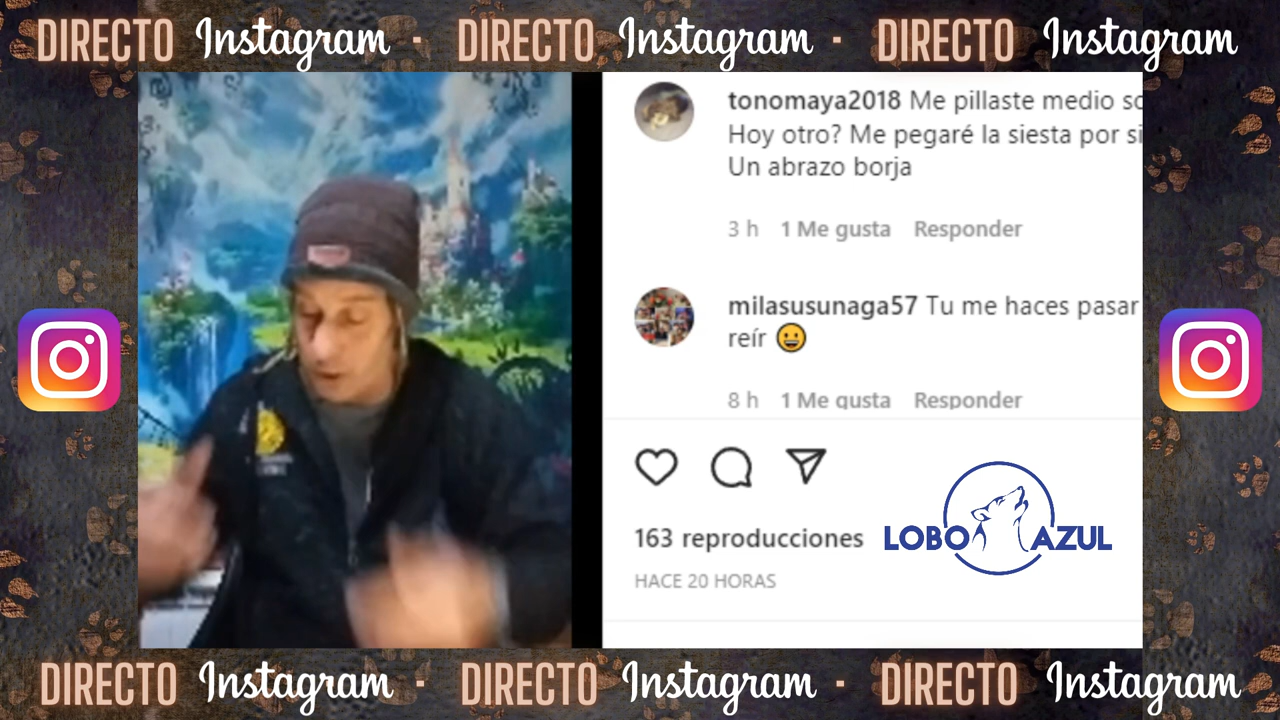 DIRECTO Instagram · DIRECTO Instagram · DIRECTO Instagram
tonomaya2018 Me pillaste medio
Hoy otro? Me pegaré la siesta por si
Un abrazo borja
3 h 1 Me gusta Responder
milasusunaga57 Tu me haces pasar
reír 😀
8 h 1 Me gusta Responder
163 reproducciones
LOBO AZUL
HACE 20 HORAS
DIRECTO Instagram · DIRECTO Instagram · DIRECTO Instagram